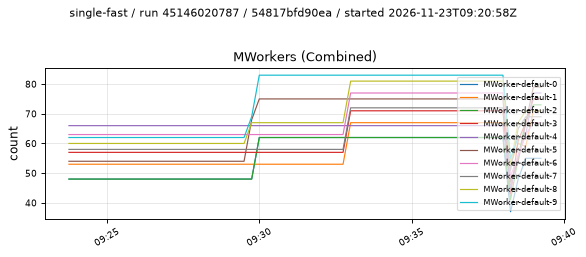 single-fast / run 45146020787 / 54817bfd90ea / started 2026-11-23T09:20:58Z
MWorkers (Combined)
count
80
70
60
50
40
MWorker-default-0
MWorker-default-1
MWorker-default-2
MWorker-default-3
MWorker-default-4
MWorker-default-5
MWorker-default-6
MWorker-default-7
MWorker-default-8
MWorker-default-9
09:25
09:30
09:35
09:40